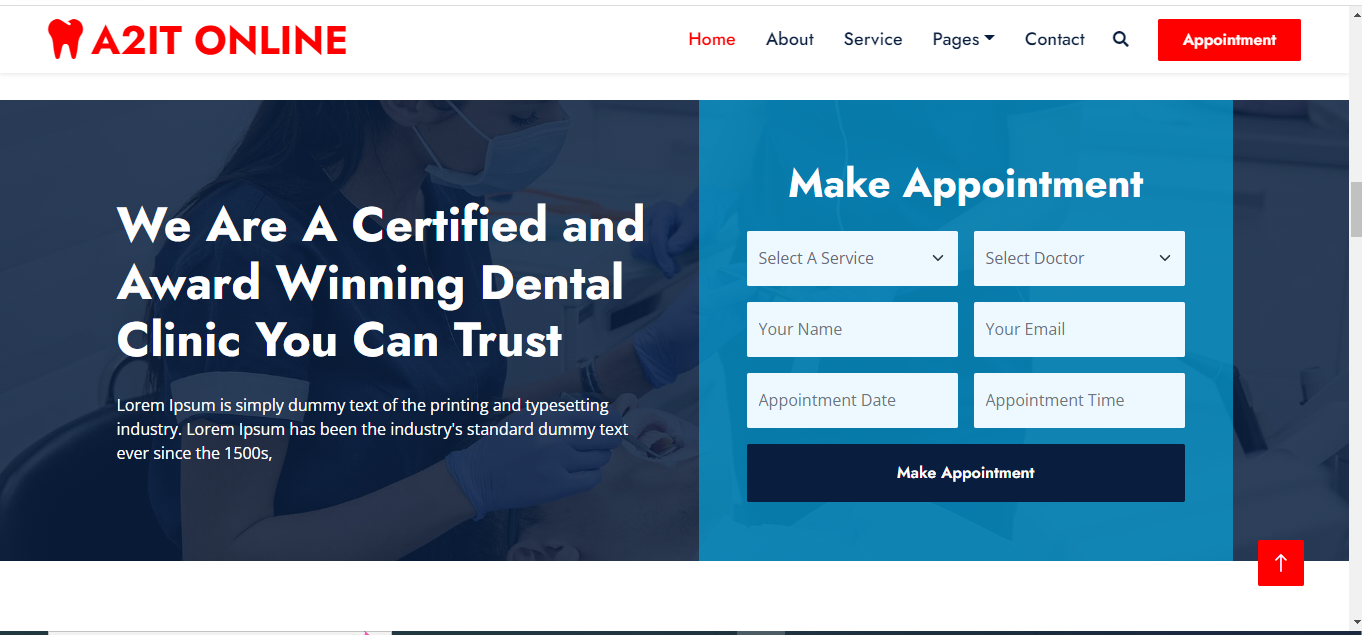 A2IT ONLINE
Home
About
Service
Pages
Contact
Appointment
We Are A Certified and
Award Winning Dental
Clinic You Can Trust
Lorem Ipsum is simply dummy text of the printing and typesetting
industry. Lorem Ipsum has been the industry's standard dummy text
ever since the 1500s,
Make Appointment
Select A Service
Select Doctor
Your Name
Your Email
Appointment Date
Appointment Time
Make Appointment